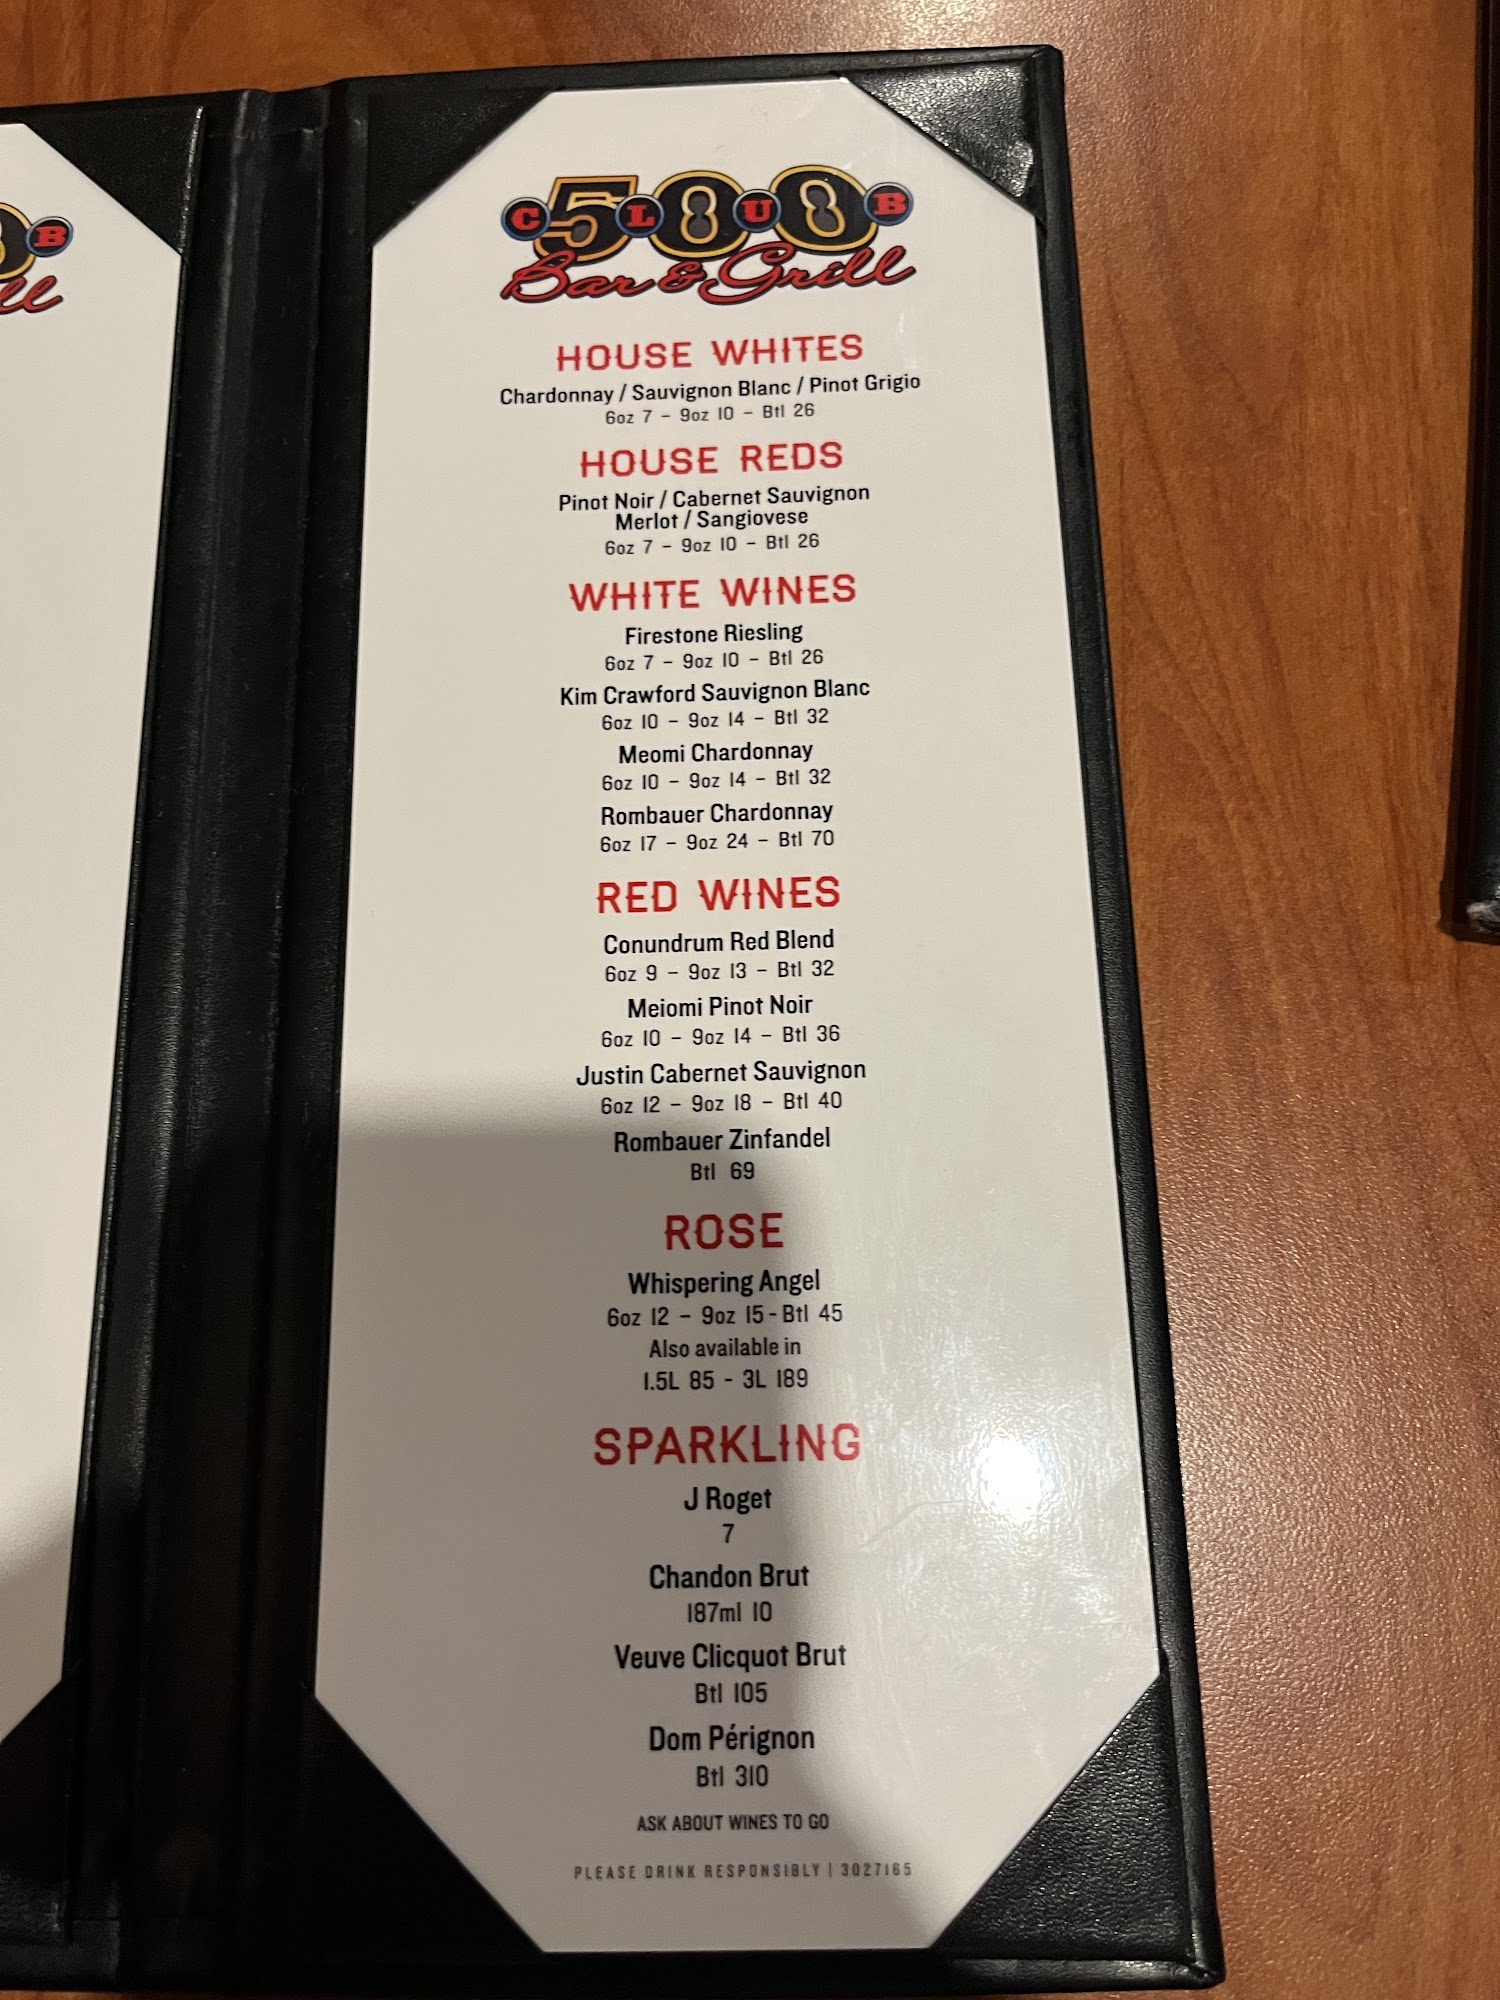 B
ll
CLUB 500
Bar & Grill
HOUSE WHITES
Chardonnay / Sauvignon Blanc / Pinot Grigio
6oz 7 – 9oz 10 – Btl 26
HOUSE REDS
Pinot Noir / Cabernet Sauvignon
Merlot / Sangiovese
6oz 7 – 9oz 10 – Btl 26
WHITE WINES
Firestone Riesling
6oz 7 – 9oz 10 – Btl 26
Kim Crawford Sauvignon Blanc
6oz 10 – 9oz 14 – Btl 32
Meomi Chardonnay
6oz 10 – 9oz 14 – Btl 32
Rombauer Chardonnay
6oz 17 – 9oz 24 – Btl 70
RED WINES
Conundrum Red Blend
6oz 9 – 9oz 13 – Btl 32
Meiomi Pinot Noir
6oz 10 – 9oz 14 – Btl 36
Justin Cabernet Sauvignon
6oz 12 – 9oz 18 – Btl 40
Rombauer Zinfandel
Btl 69
ROSE
Whispering Angel
6oz 12 – 9oz 15 - Btl 45
Also available in
1.5L 85 - 3L 189
SPARKLING
J Roget
7
Chandon Brut
187ml 10
Veuve Clicquot Brut
Btl 105
Dom Pérignon
Btl 310
ASK ABOUT WINES TO GO
PLEASE DRINK RESPONSIBLY | 3027165